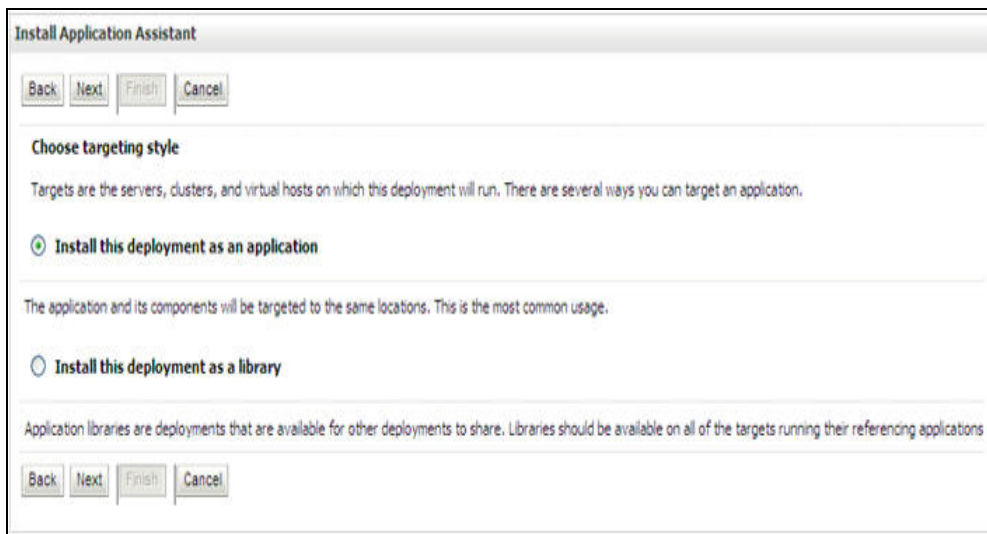 Install Application Assistant
Back Next Finish Cancel
Choose targeting style
Targets are the servers, clusters, and virtual hosts on which this deployment will run. There are several ways you can target an application.
Install this deployment as an application
The application and its components will be targeted to the same locations. This is the most common usage.
Install this deployment as a library
Application libraries are deployments that are available for other deployments to share. Libraries should be available on all of the targets running their referencing applications
Back Next Finish Cancel